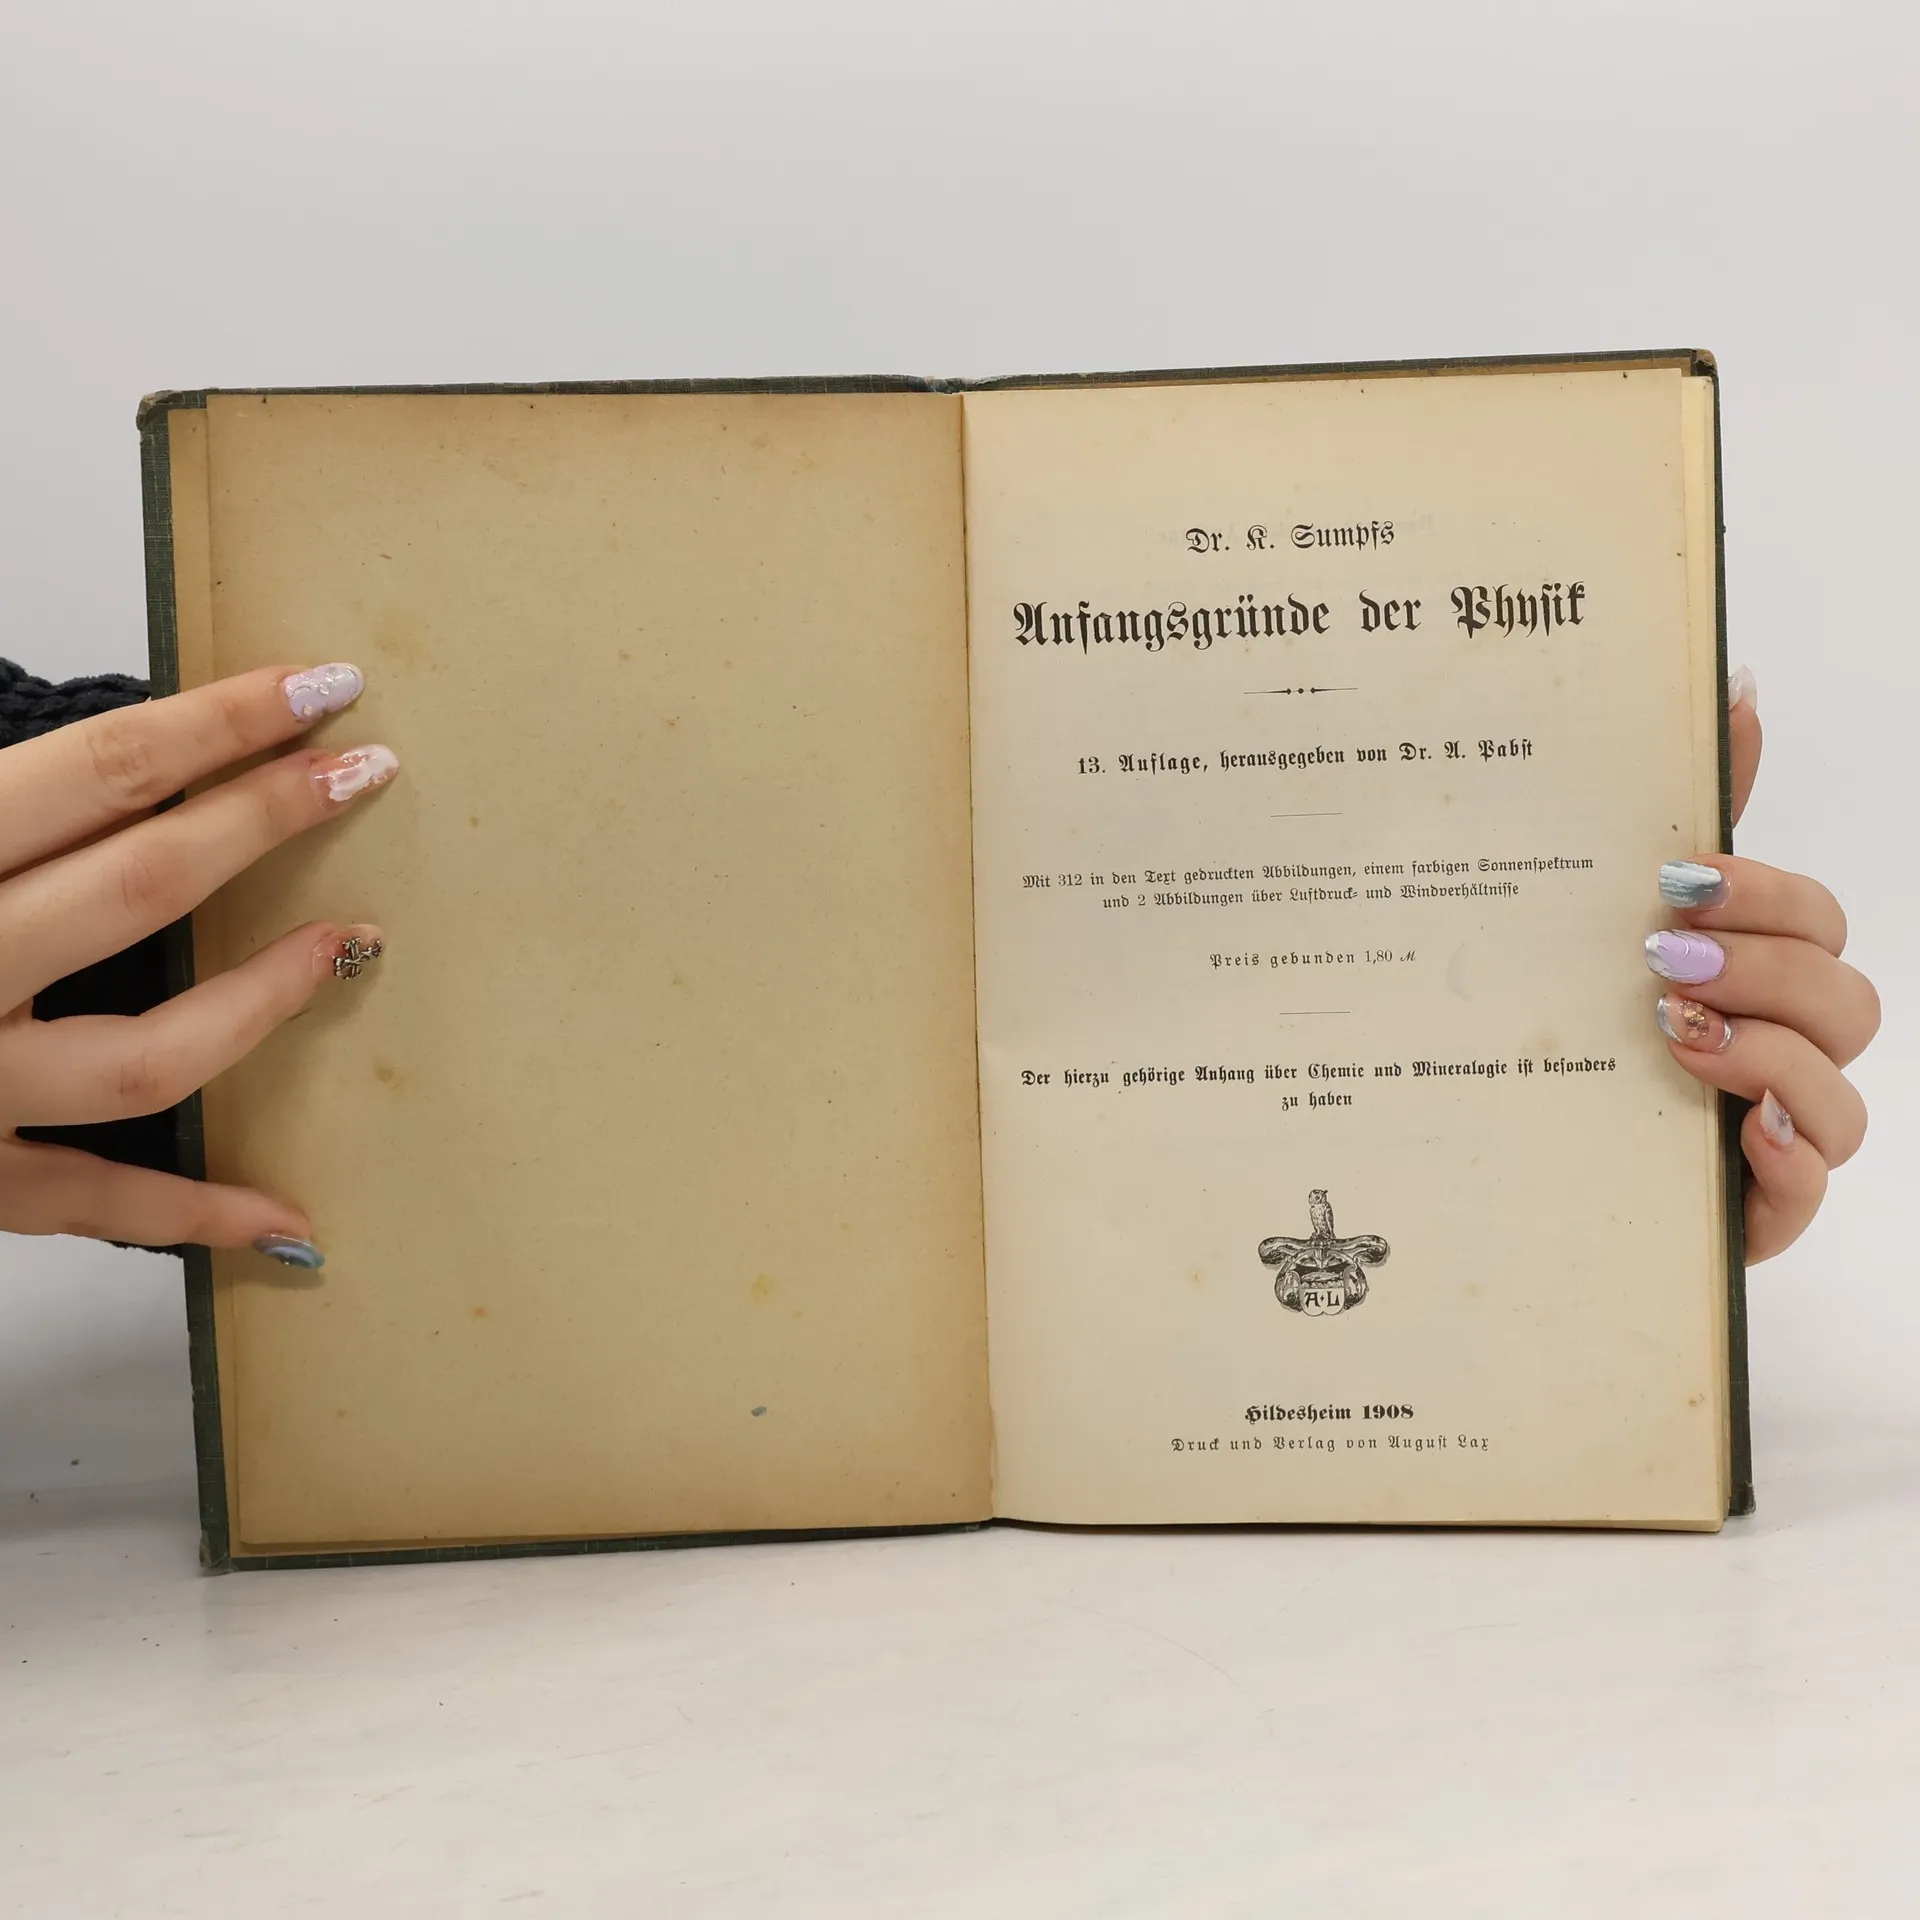 Dr. K. Sumpfs
Anfangsgründe der Physik
13. Auflage, herausgegeben von Dr. A. Pabſt
Mit 312 in den Text gedruckten Abbildungen, einem farbigen Sonnenſpektrum
und 2 Abbildungen über Luftdruck- und Windverhältniſſe
Preis gebunden 1,80 ℳ
Der hierzu gehörige Anhang über Chemie und Mineralogie iſt beſonders
zu haben
A·L
Hildesheim 1908
Druck und Verlag von Auguſt Lax